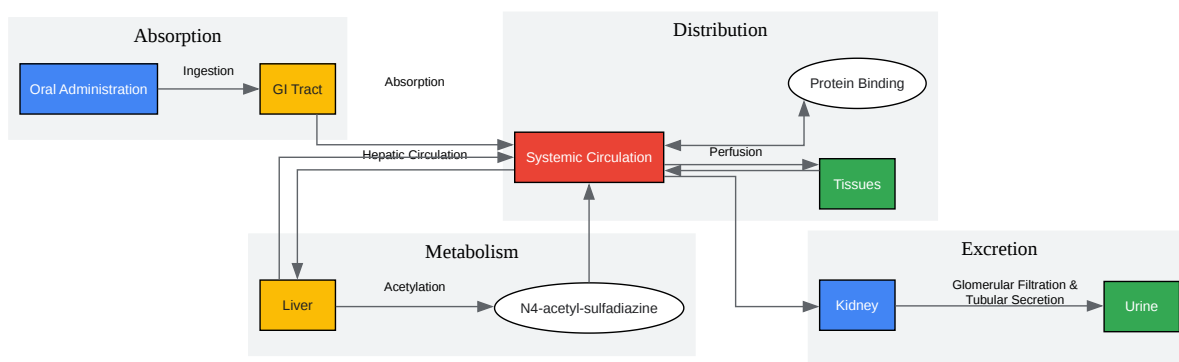 Absorption
Oral Administration
Ingestion
GI Tract
Absorption
Distribution
Protein Binding
Systemic Circulation
Perfusion
Tissues
Hepatic Circulation
Metabolism
Liver
Acetylation
N4-acetyl-sulfadiazine
Excretion
Kidney
Glomerular Filtration &
Tubular Secretion
Urine